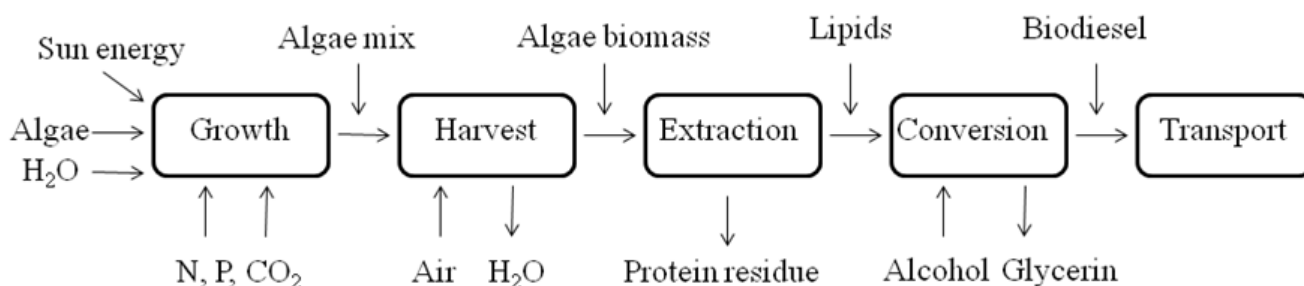 Sun energy
Algae mix
Algae biomass
Lipids
Biodiesel
Algae
H₂O
Growth
Harvest
Extraction
Conversion
Transport
N, P, CO₂
Air
H₂O
Protein residue
Alcohol
Glycerin